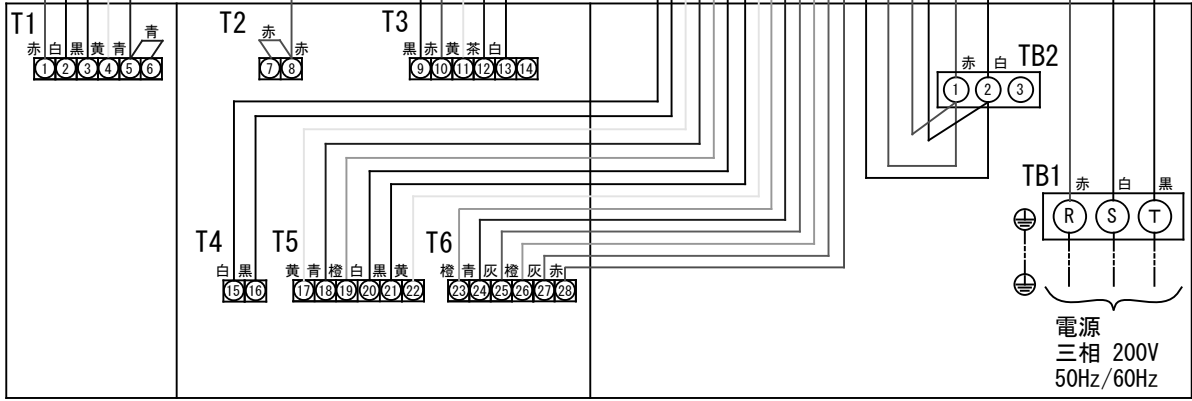 T1
赤 白 黒 黄 青 青
① ② ③ ④ ⑤ ⑥
T2
赤
赤
⑦ ⑧
T3
黒 赤 黄 茶 白
⑨ ⑩ ⑪ ⑫ ⑬ ⑭
TB2
赤 白
① ② ③
TB1
赤 白 黒
R S T
T4
白 黒
⑮ ⑯
T5
黄 青 橙 白 黒 黄
⑰ ⑱ ⑲ ⑳ ㉑ ㉒
T6
橙 青 灰 橙 灰 赤
㉓ ㉔ ㉕ ㉖ ㉗ ㉘
電源
三相 200V
50Hz/60Hz